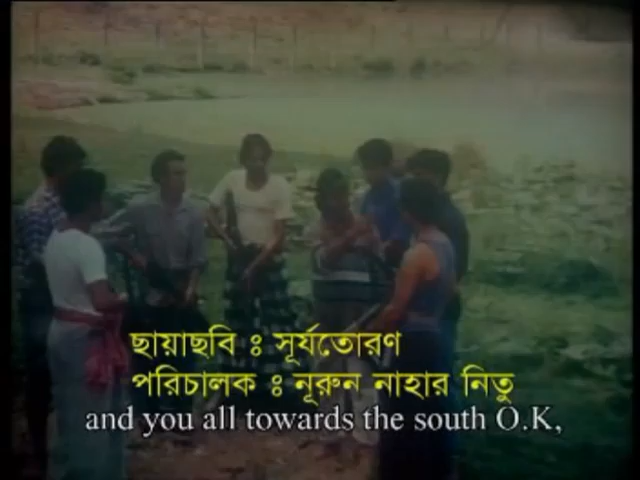 ছায়াছবি ঃ সূর্যতোরণ
পরিচালক ঃ নূরুন নাহার নিতু
and you all towards the south O.K,